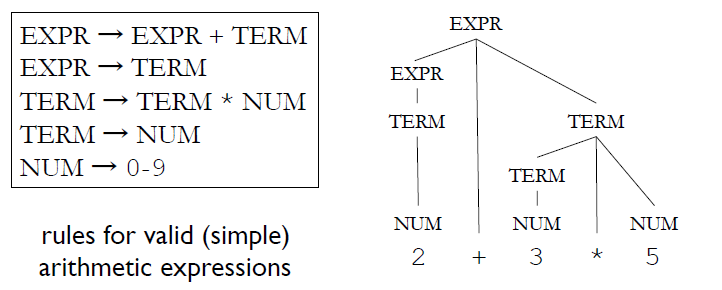 EXPR → EXPR + TERM
EXPR → TERM
TERM → TERM * NUM
TERM → NUM
NUM → 0-9
rules for valid (simple)
arithmetic expressions
EXPR
EXPR
TERM TERM
TERM
NUM NUM NUM
2 + 3 * 5